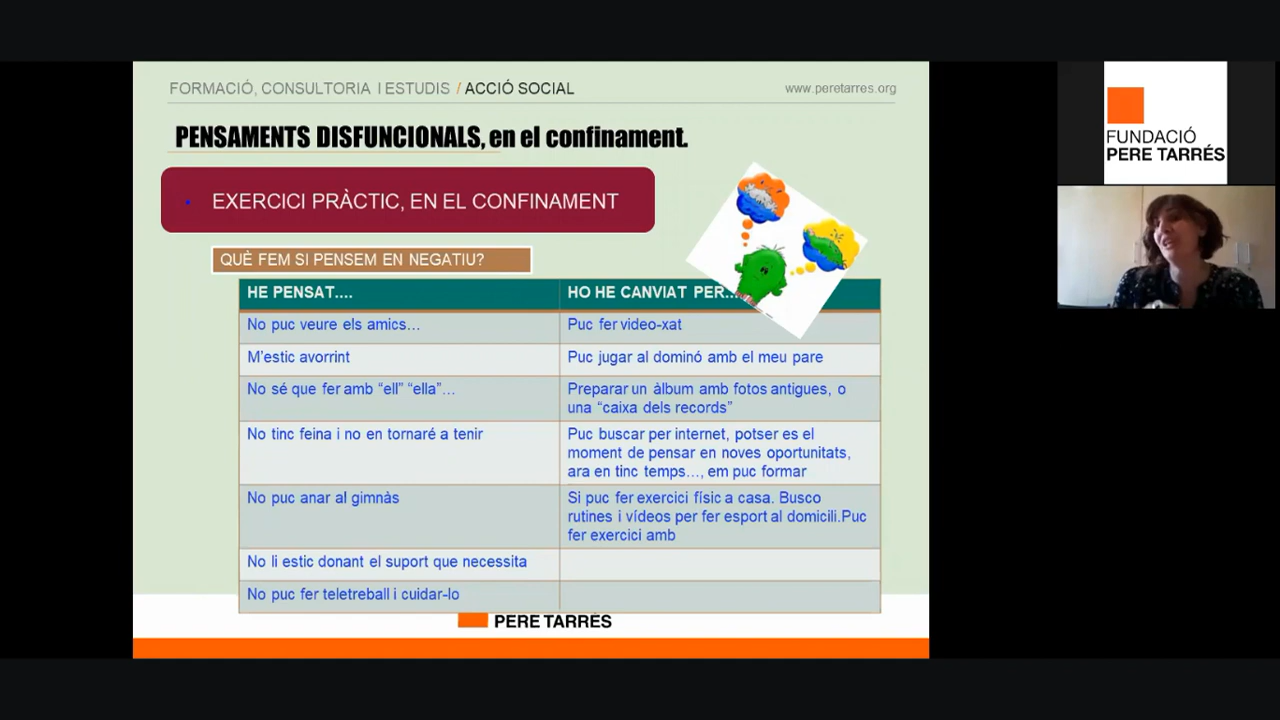 FORMACIÓ, CONSULTORIA I ESTUDIS / ACCIÓ SOCIAL
www.peretarres.org
PENSAMENTS DISFUNCIONALS, en el confinament.
• EXERCICI PRÀCTIC, EN EL CONFINAMENT
QUÈ FEM SI PENSEM EN NEGATIU?
HE PENSAT....
HO HE CANVIAT PER....
No puc veure els amics…
Puc fer video-xat
M’estic avorrint
Puc jugar al dominó amb el meu pare
No sé que fer amb “ell” “ella”…
Preparar un àlbum amb fotos antigues, o
una “caixa dels records”
No tinc feina i no en tornaré a tenir
Puc buscar per internet, potser es el
moment de pensar en noves oportunitats,
ara en tinc temps…, em puc formar
No puc anar al gimnàs
Si puc fer exercici físic a casa. Busco
rutines i vídeos per fer esport al domicili.Puc
fer exercici amb
No li estic donant el suport que necessita
No puc fer teletreball i cuidar-lo
PERE TARRÉS
FUNDACIÓ
PERE TARRÉS